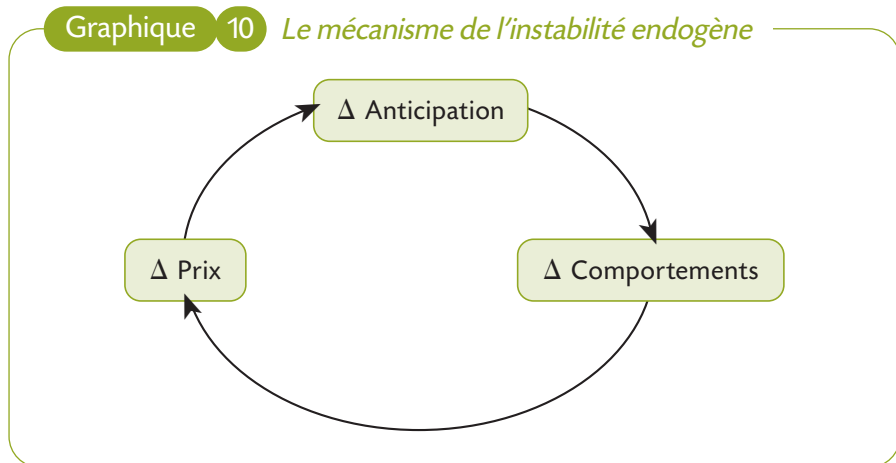 Graphique 10 Le mécanisme de l'instabilité endogène
Δ Anticipation
Δ Prix
Δ Comportements